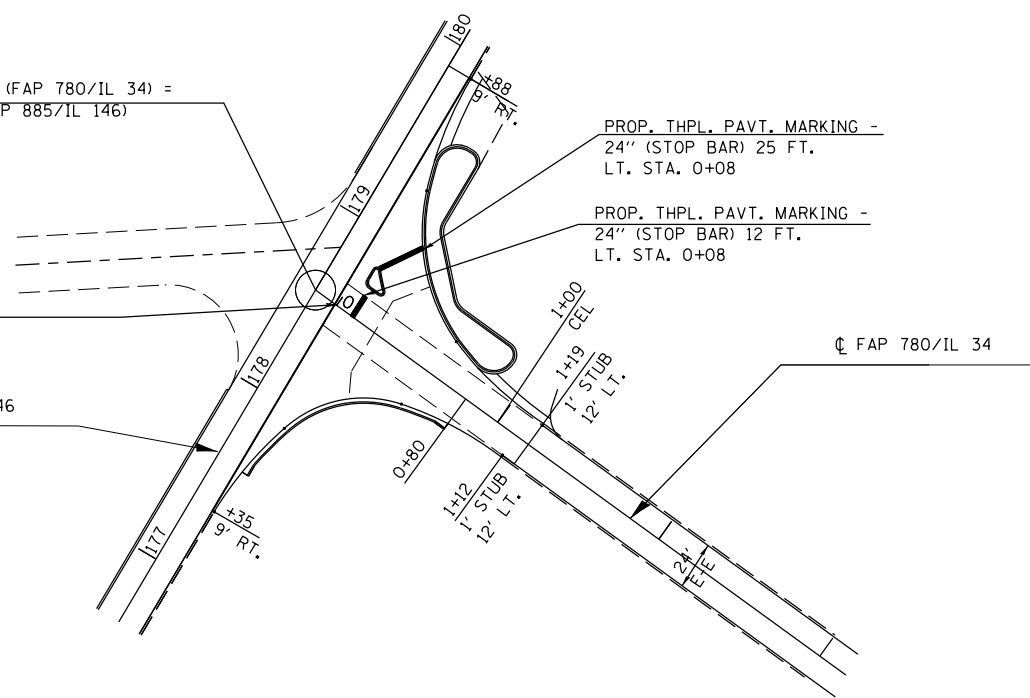 180
(FAP 780/IL 34) =
P 885/IL 146)
+88
9' RT.
PROP. THPL. PAVT. MARKING -
24'' (STOP BAR) 25 FT.
LT. STA. 0+08
179
PROP. THPL. PAVT. MARKING -
24'' (STOP BAR) 12 FT.
LT. STA. 0+08
0
1+00
CEL
℄ FAP 780/IL 34
1+19
1' STUB
12' LT.
178
46
0+80
1+12
1' STUB
12' LT.
+35
9' RT.
177
24'
E-E